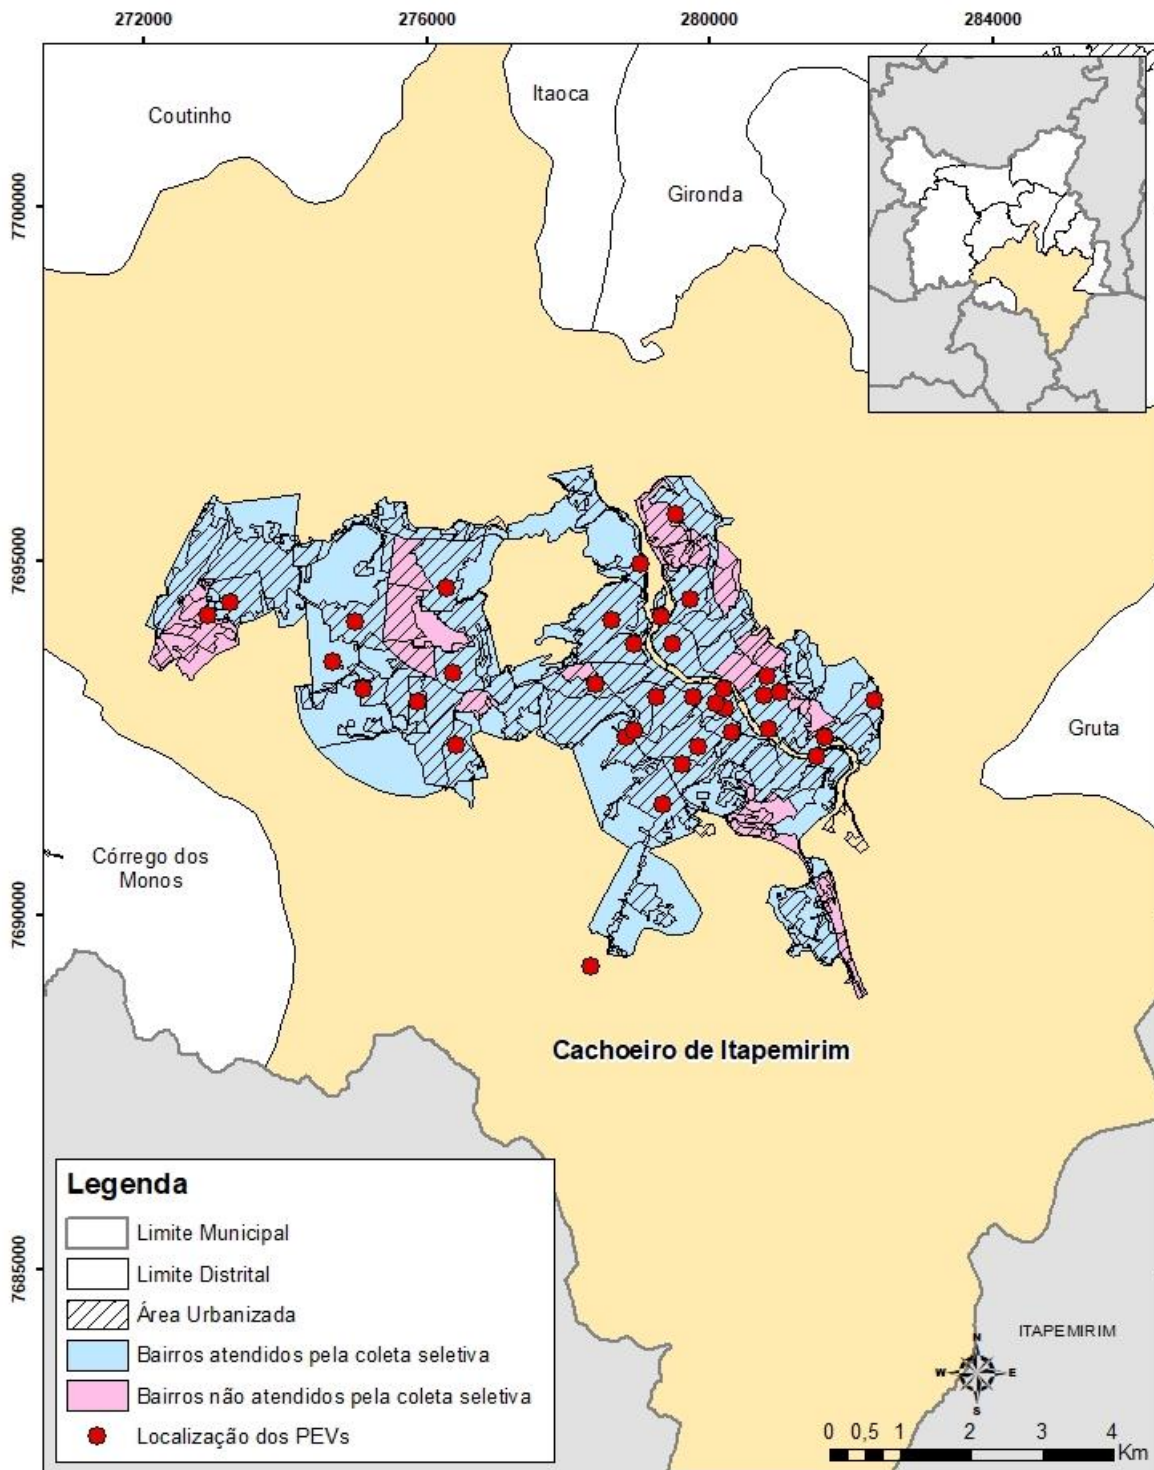 272000 276000 280000 284000
Coutinho
Itaoca
Gironda
7700000
7695000
Gruta
Córrego dos
Monos
7690000
Cachoeiro de Itapemirim
7685000
Legenda
Limite Municipal
Limite Distrital
Área Urbanizada
Bairros atendidos pela coleta seletiva
Bairros não atendidos pela coleta seletiva
Localização dos PEVs
ITAPEMIRIM
N
W E
S
0 0,5 1 2 3 4
Km